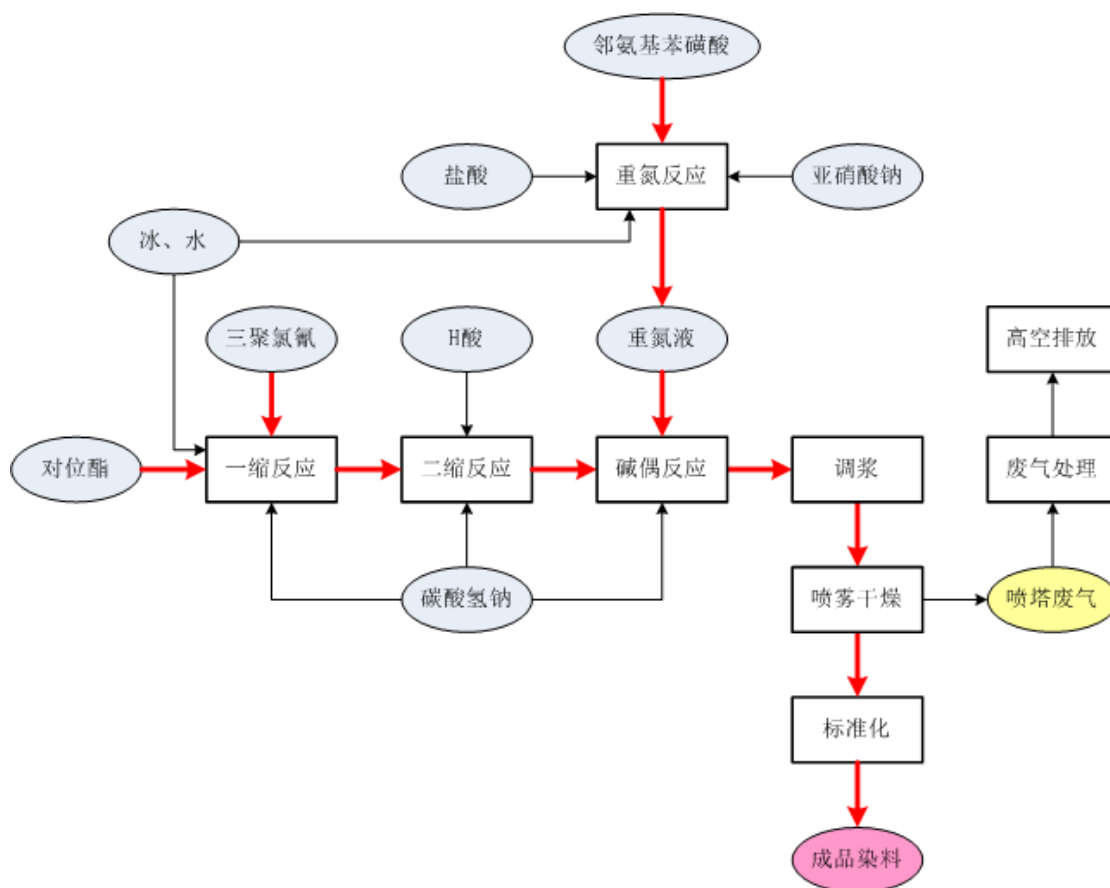 邻氨基苯磺酸
盐酸
重氮反应
亚硝酸钠
冰、水
三聚氯氰
H酸
重氮液
高空排放
对位酯
一缩反应
二缩反应
碱偶反应
调浆
废气处理
碳酸氢钠
喷雾干燥
喷塔废气
标准化
成品染料